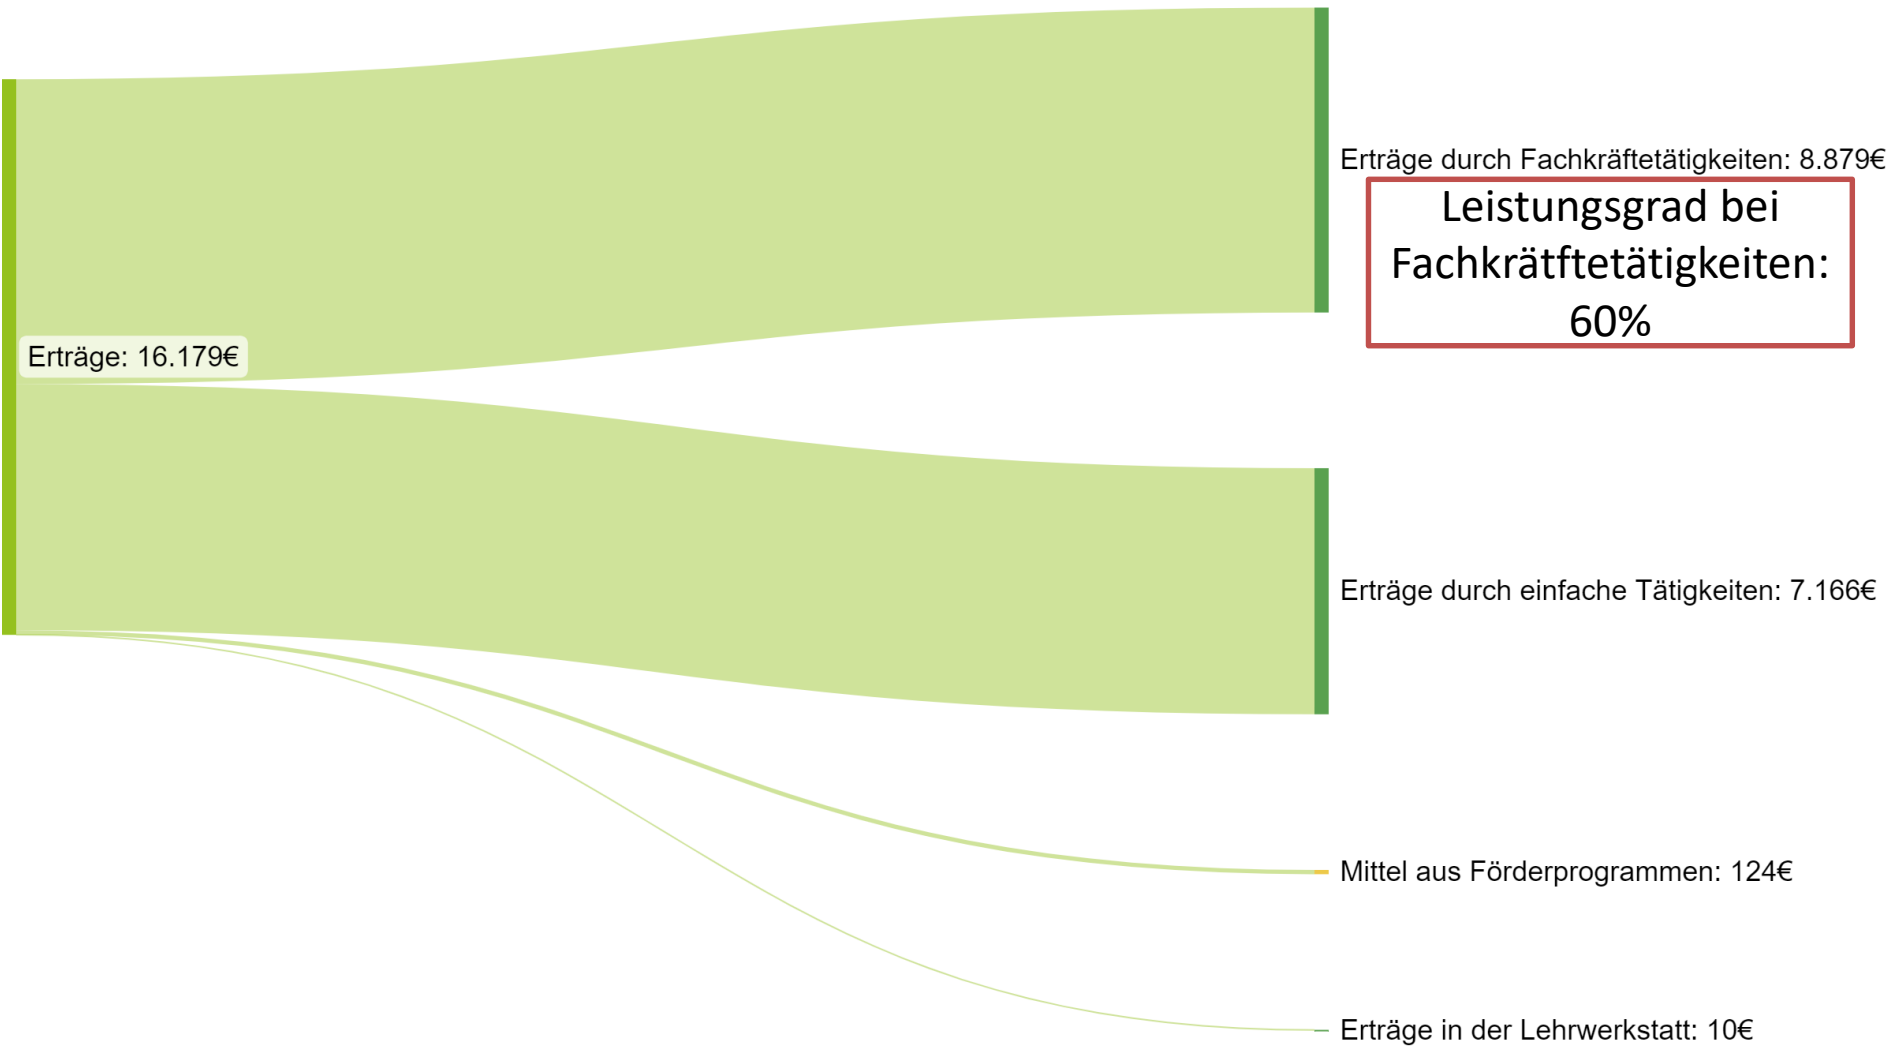 Erträge durch Fachkräftetätigkeiten: 8.879€
Leistungsgrad bei
Fachkrätftetätigkeiten:
60%
Erträge: 16.179€
Erträge durch einfache Tätigkeiten: 7.166€
Mittel aus Förderprogrammen: 124€
Erträge in der Lehrwerkstatt: 10€